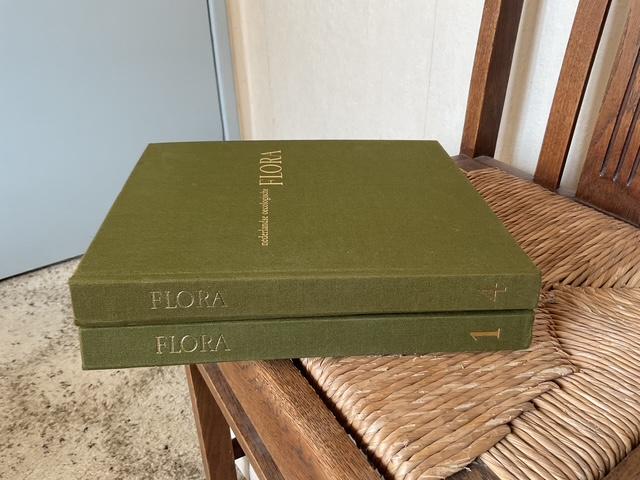 nederlandse oecologische FLORA
FLORA 4
FLORA 1